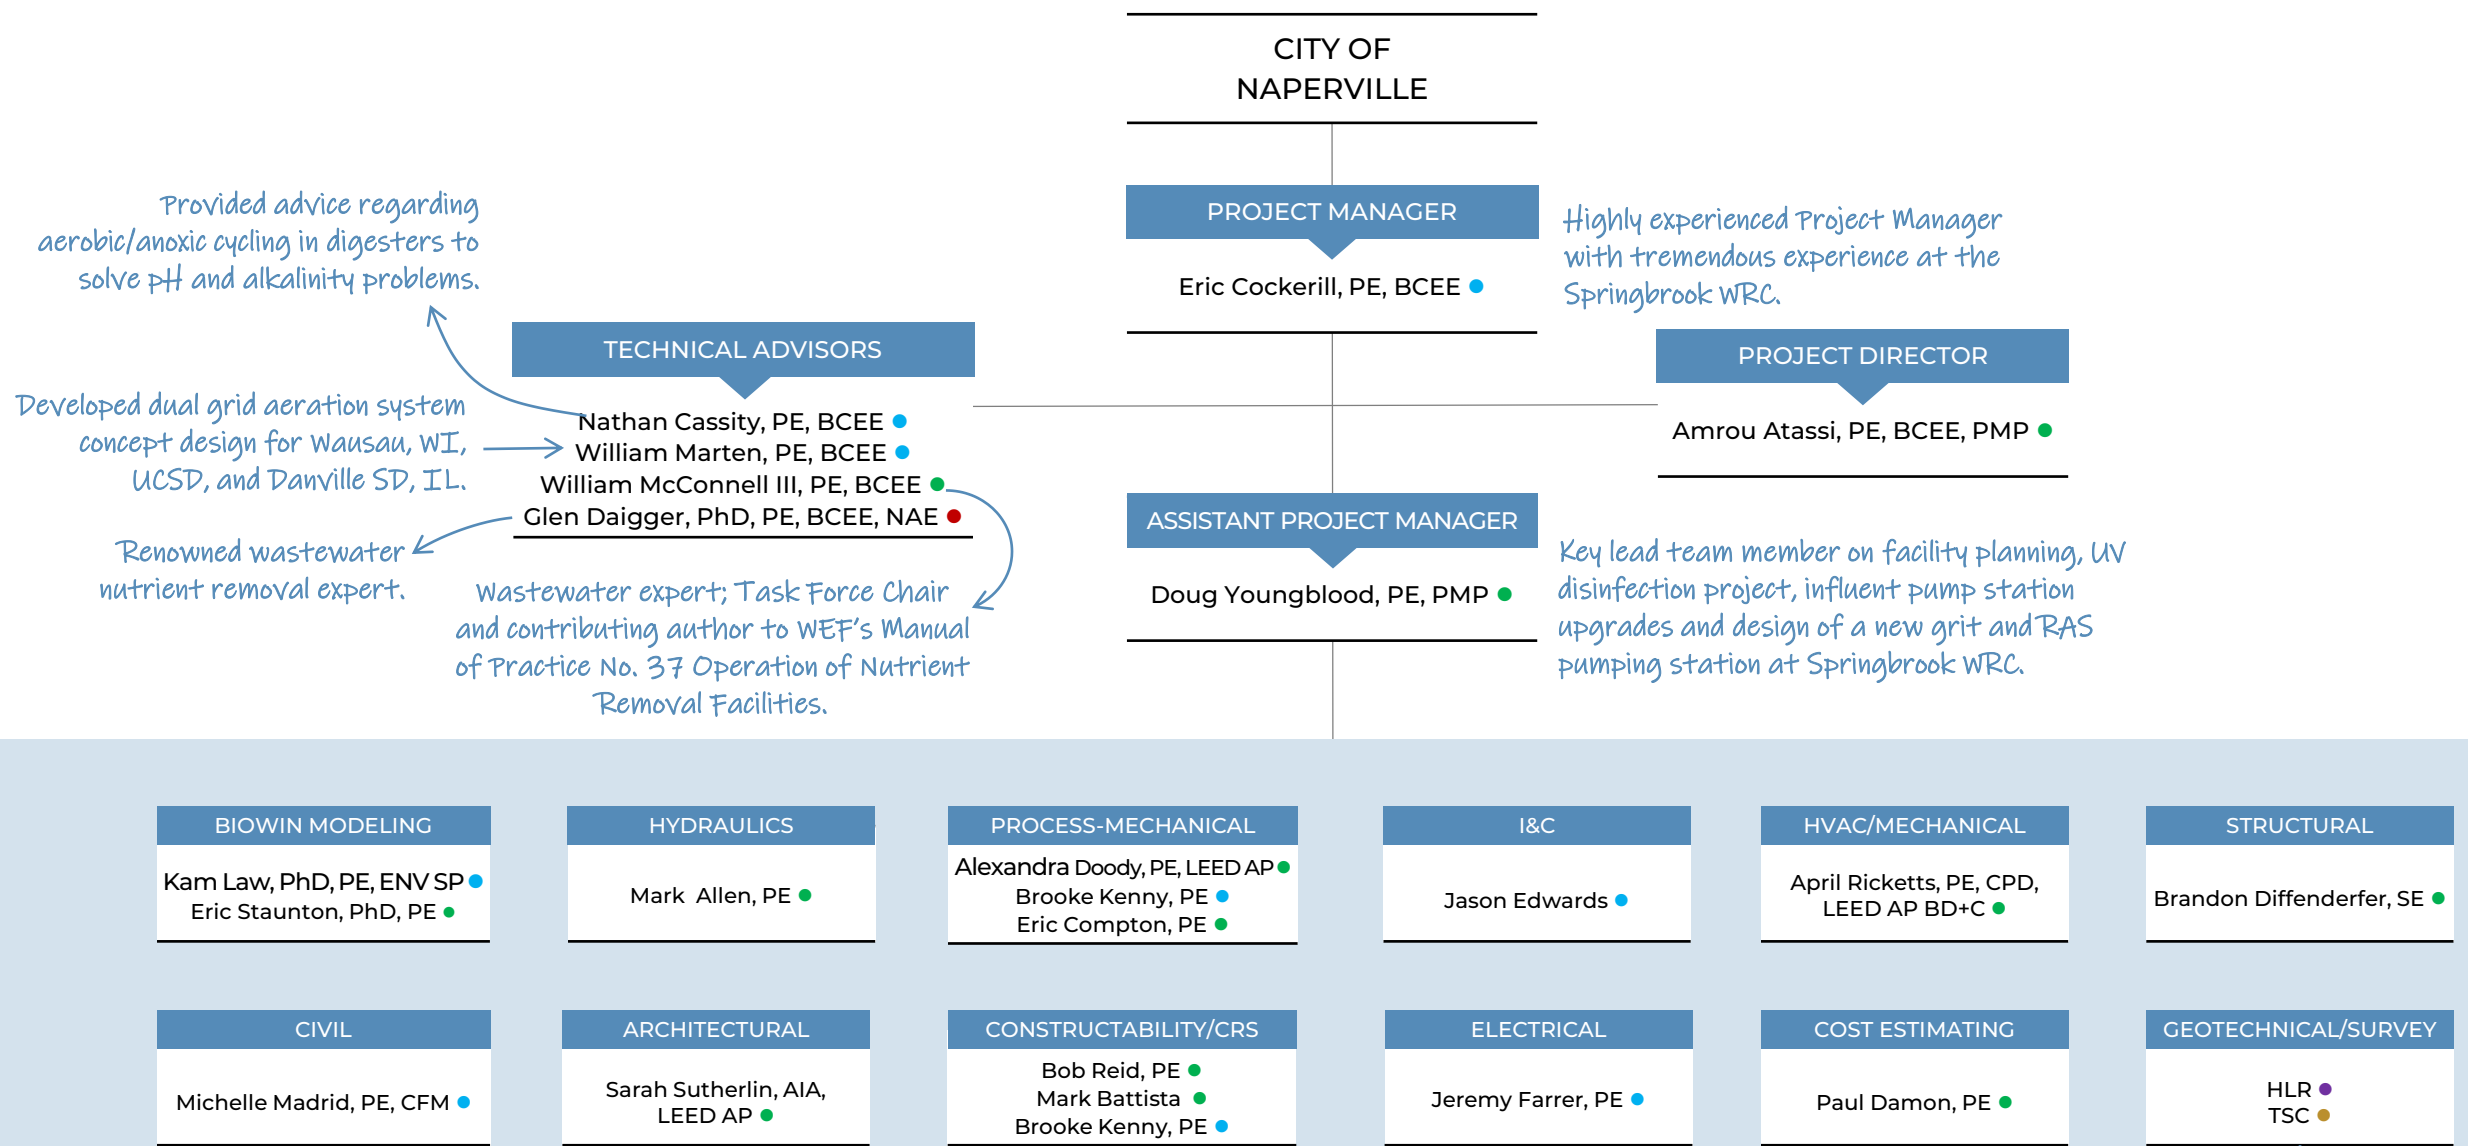 CITY OF
NAPERVILLE
PROJECT MANAGER
Eric Cockerill, PE, BCEE
Highly experienced Project Manager
with tremendous experience at the
Springbrook WRC.
Provided advice regarding
aerobic/anoxic cycling in digesters to
solve pH and alkalinity problems.
TECHNICAL ADVISORS
Nathan Cassity, PE, BCEE
William Marten, PE, BCEE
William McConnell III, PE, BCEE
Glen Daigger, PhD, PE, BCEE, NAE
Developed dual grid aeration system
concept design for Wausau, WI,
UCSD, and Danville SD, IL.
Renowned wastewater
nutrient removal expert.
Wastewater expert; Task Force Chair
and contributing author to WEF's Manual
of Practice No. 37 Operation of Nutrient
Removal Facilities.
PROJECT DIRECTOR
Amrou Atassi, PE, BCEE, PMP
ASSISTANT PROJECT MANAGER
Doug Youngblood, PE, PMP
Key lead team member on facility planning, UV
disinfection project, influent pump station
upgrades and design of a new grit and RAS
pumping station at Springbrook WRC.
BIOWIN MODELING
Kam Law, PhD, PE, ENV SP
Eric Staunton, PhD, PE
HYDRAULICS
Mark Allen, PE
PROCESS-MECHANICAL
Alexandra Doody, PE, LEED AP
Brooke Kenny, PE
Eric Compton, PE
I&C
Jason Edwards
HVAC/MECHANICAL
April Ricketts, PE, CPD,
LEED AP BD+C
STRUCTURAL
Brandon Diffenderfer, SE
CIVIL
Michelle Madrid, PE, CFM
ARCHITECTURAL
Sarah Sutherlin, AIA,
LEED AP
CONSTRUCTABILITY/CRS
Bob Reid, PE
Mark Battista
Brooke Kenny, PE
ELECTRICAL
Jeremy Farrer, PE
COST ESTIMATING
Paul Damon, PE
GEOTECHNICAL/SURVEY
HLR
TSC